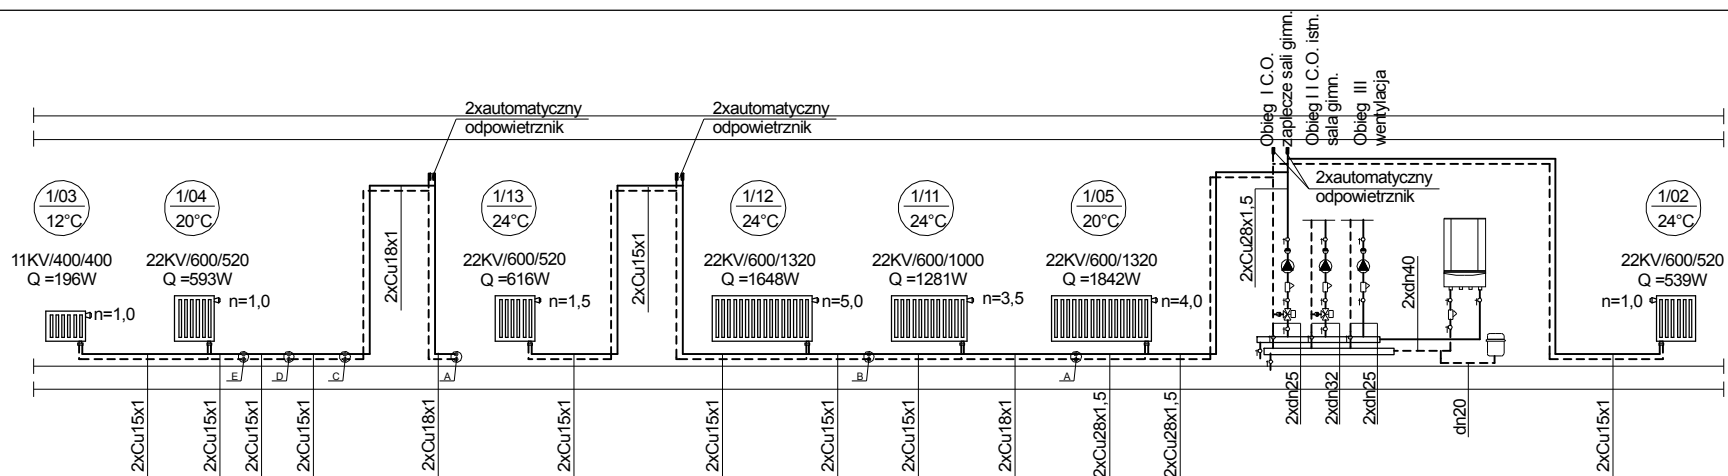 Obieg I C.O.
zaplecze sali gimn.
Obieg I I C.O. istn.
sala gimn.
Obieg III
wentylacja
2xautomatyczny
odpowietrznik
2xautomatyczny
odpowietrznik
2xautomatyczny
odpowietrznik
1/03
12°C
11KV/400/400
Q =196W
n=1,0
1/04
20°C
22KV/600/520
Q =593W
n=1,0
2xCu18x1
1/13
24°C
22KV/600/520
Q =616W
n=1,5
2xCu15x1
1/12
24°C
22KV/600/1320
Q =1648W
n=5,0
1/11
24°C
22KV/600/1000
Q =1281W
n=3,5
1/05
20°C
22KV/600/1320
Q =1842W
n=4,0
2xCu28x1,5
2xdn40
1/02
24°C
22KV/600/520
Q =539W
n=1,0
E
D
C
A
B
A
2xCu15x1
2xCu15x1
2xCu15x1
2xCu15x1
2xCu18x1
2xCu15x1
2xCu15x1
2xCu15x1
2xCu15x1
2xCu18x1
2xCu28x1,5
2xCu28x1,5
2xdn25
2xdn32
2xdn25
dn20
2xCu15x1